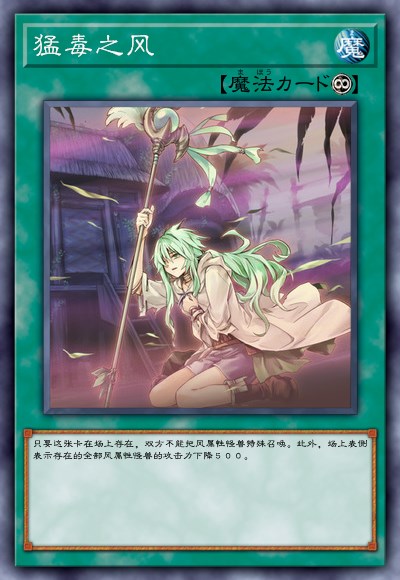 猛毒之风
魔
【魔法カード】
まほう
只要这张卡在场上存在，双方不能把风属性怪兽特殊召唤。此外，场上表侧
表示存在的全部风属性怪兽的攻击力下降５００。